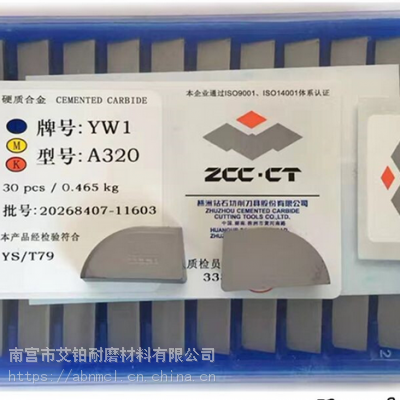 硬质合金 CEMENTED CARBIDE
牌号: YW1
M
型号: A320
K
30 pcs / 0.465 kg
批号: 20268407-11603
本产品经检验符合
YS/T79
本企业通过ISO9001、ISO14001体系认证
ZCC·CT
株洲钻石切削刀具股份有限公司
ZHUZHOU CEMENTED CARBIDE
CUTTING TOOLS CO.,LTD.
质检员
南宫市艾铂耐磨材料有限公司
https://abnmcl.cn.china.cn